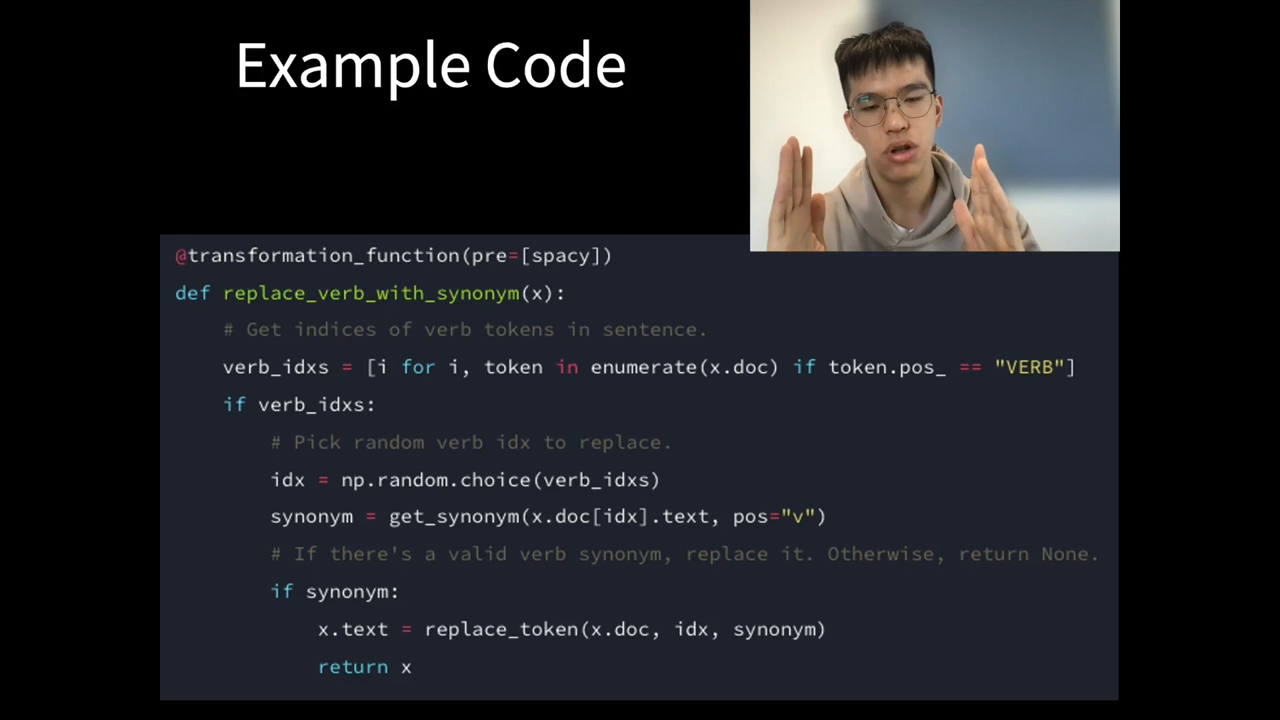 Example Code
@transformation_function(pre=[spacy])
def replace_verb_with_synonym(x):
    # Get indices of verb tokens in sentence.
    verb_idxs = [i for i, token in enumerate(x.doc) if token.pos_ == "VERB"]
    if verb_idxs:
        # Pick random verb idx to replace.
        idx = np.random.choice(verb_idxs)
        synonym = get_synonym(x.doc[idx].text, pos="v")
        # If there's a valid verb synonym, replace it. Otherwise, return None.
        if synonym:
            x.text = replace_token(x.doc, idx, synonym)
            return x